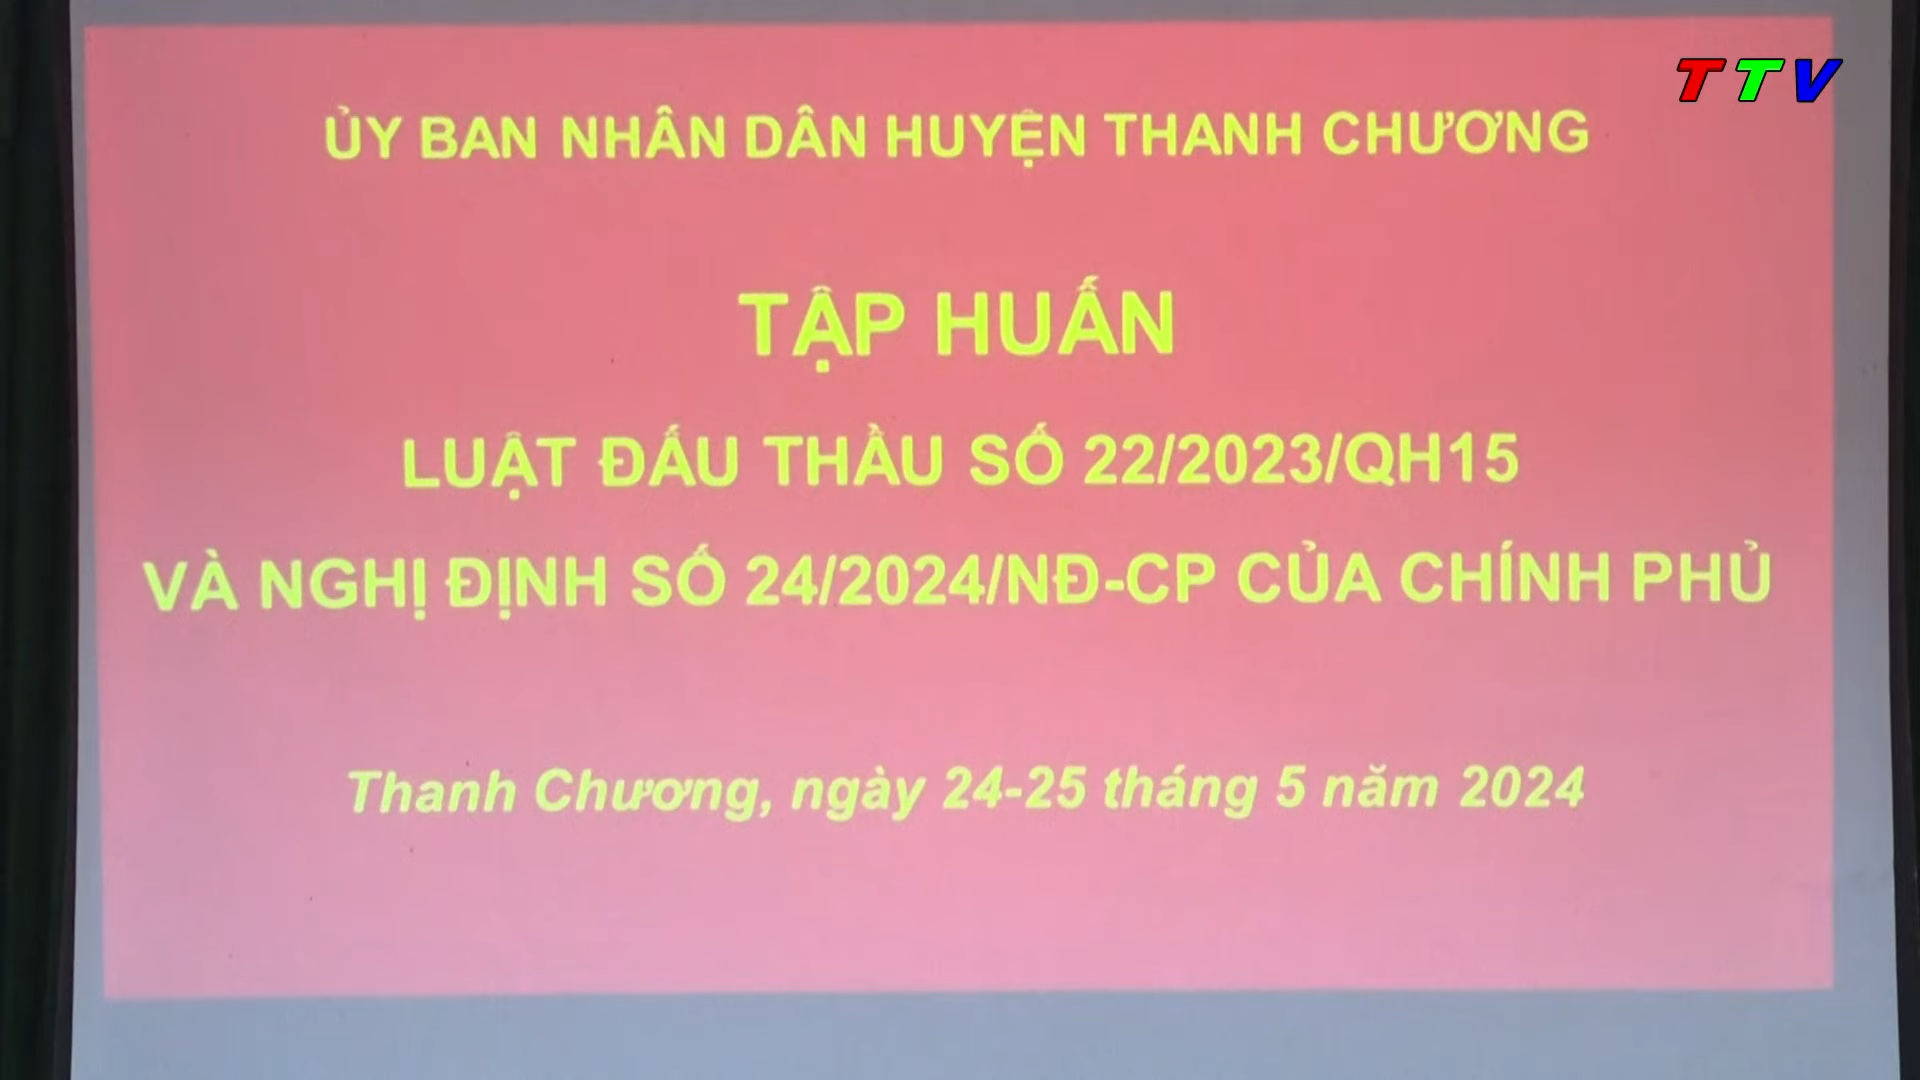 TTV
ỦY BAN NHÂN DÂN HUYỆN THANH CHƯƠNG
TẬP HUẤN
LUẬT ĐẤU THẦU SỐ 22/2023/QH15
VÀ NGHỊ ĐỊNH SỐ 24/2024/NĐ-CP CỦA CHÍNH PHỦ
Thanh Chương, ngày 24-25 tháng 5 năm 2024